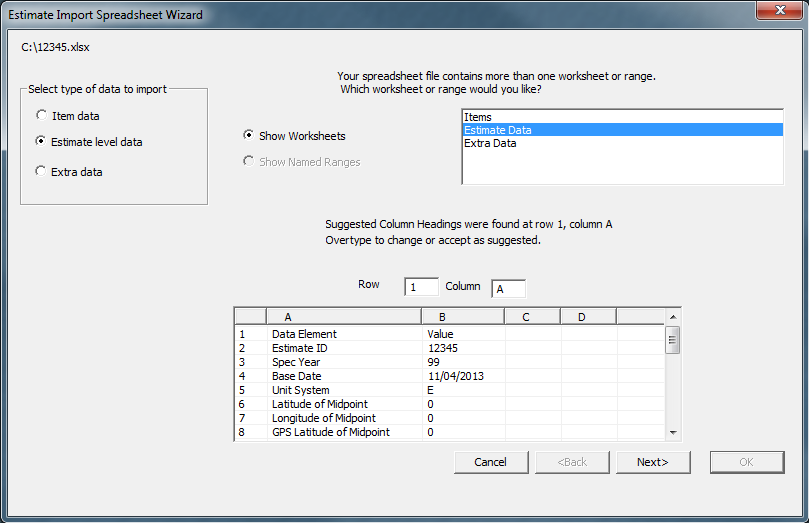 Estimate Import Spreadsheet Wizard
C:\12345.xlsx
Select type of data to import
Item data
Estimate level data
Extra data
Your spreadsheet file contains more than one worksheet or range.
Which worksheet or range would you like?
Show Worksheets
Show Named Ranges
Items
Estimate Data
Extra Data
Suggested Column Headings were found at row 1, column A
Overtype to change or accept as suggested.
Row 1 Column A
A B C D
1 Data Element Value
2 Estimate ID 12345
3 Spec Year 99
4 Base Date 11/04/2013
5 Unit System E
6 Latitude of Midpoint 0
7 Longitude of Midpoint 0
8 GPS Latitude of Midpoint 0
Cancel <Back Next> OK